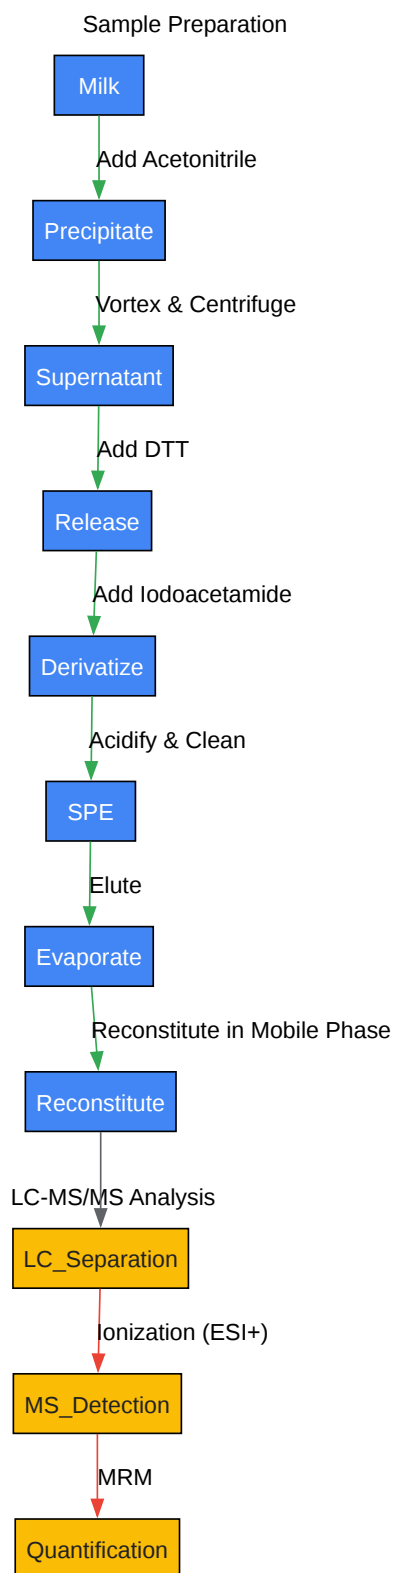 Sample Preparation
Milk
Add Acetonitrile
Precipitate
Vortex & Centrifuge
Supernatant
Add DTT
Release
Add Iodoacetamide
Derivatize
Acidify & Clean
SPE
Elute
Evaporate
Reconstitute in Mobile Phase
Reconstitute
LC-MS/MS Analysis
LC_Separation
Ionization (ESI+)
MS_Detection
MRM
Quantification